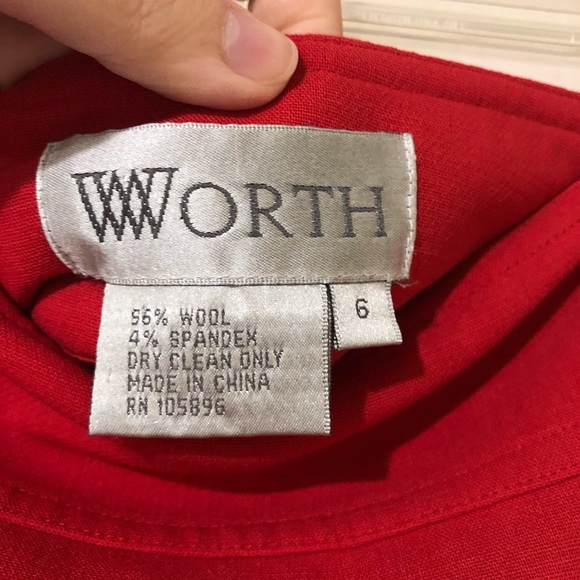 WORTH
6
96% WOOL
4% SPANDEX
DRY CLEAN ONLY
MADE IN CHINA
RN 105896